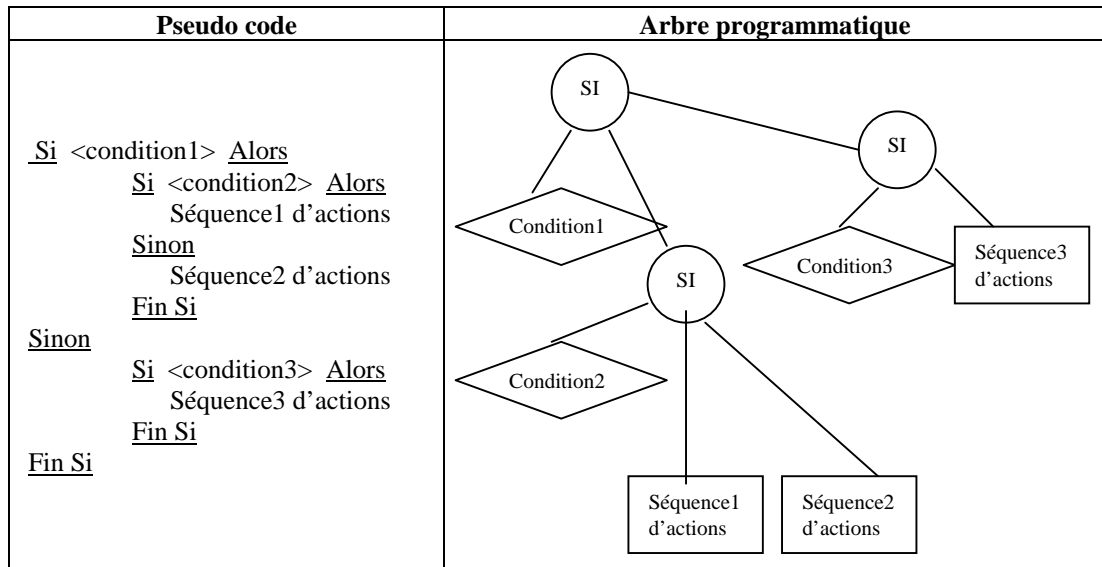 Pseudo code
Arbre programmatique
Si <condition1> Alors
Si <condition2> Alors
Séquence1 d'actions
Sinon
Séquence2 d'actions
Fin Si
Sinon
Si <condition3> Alors
Séquence3 d'actions
Fin Si
Fin Si
SI
SI
Condition1
Condition3
Séquence3
d'actions
SI
Condition2
Séquence1
d'actions
Séquence2
d'actions